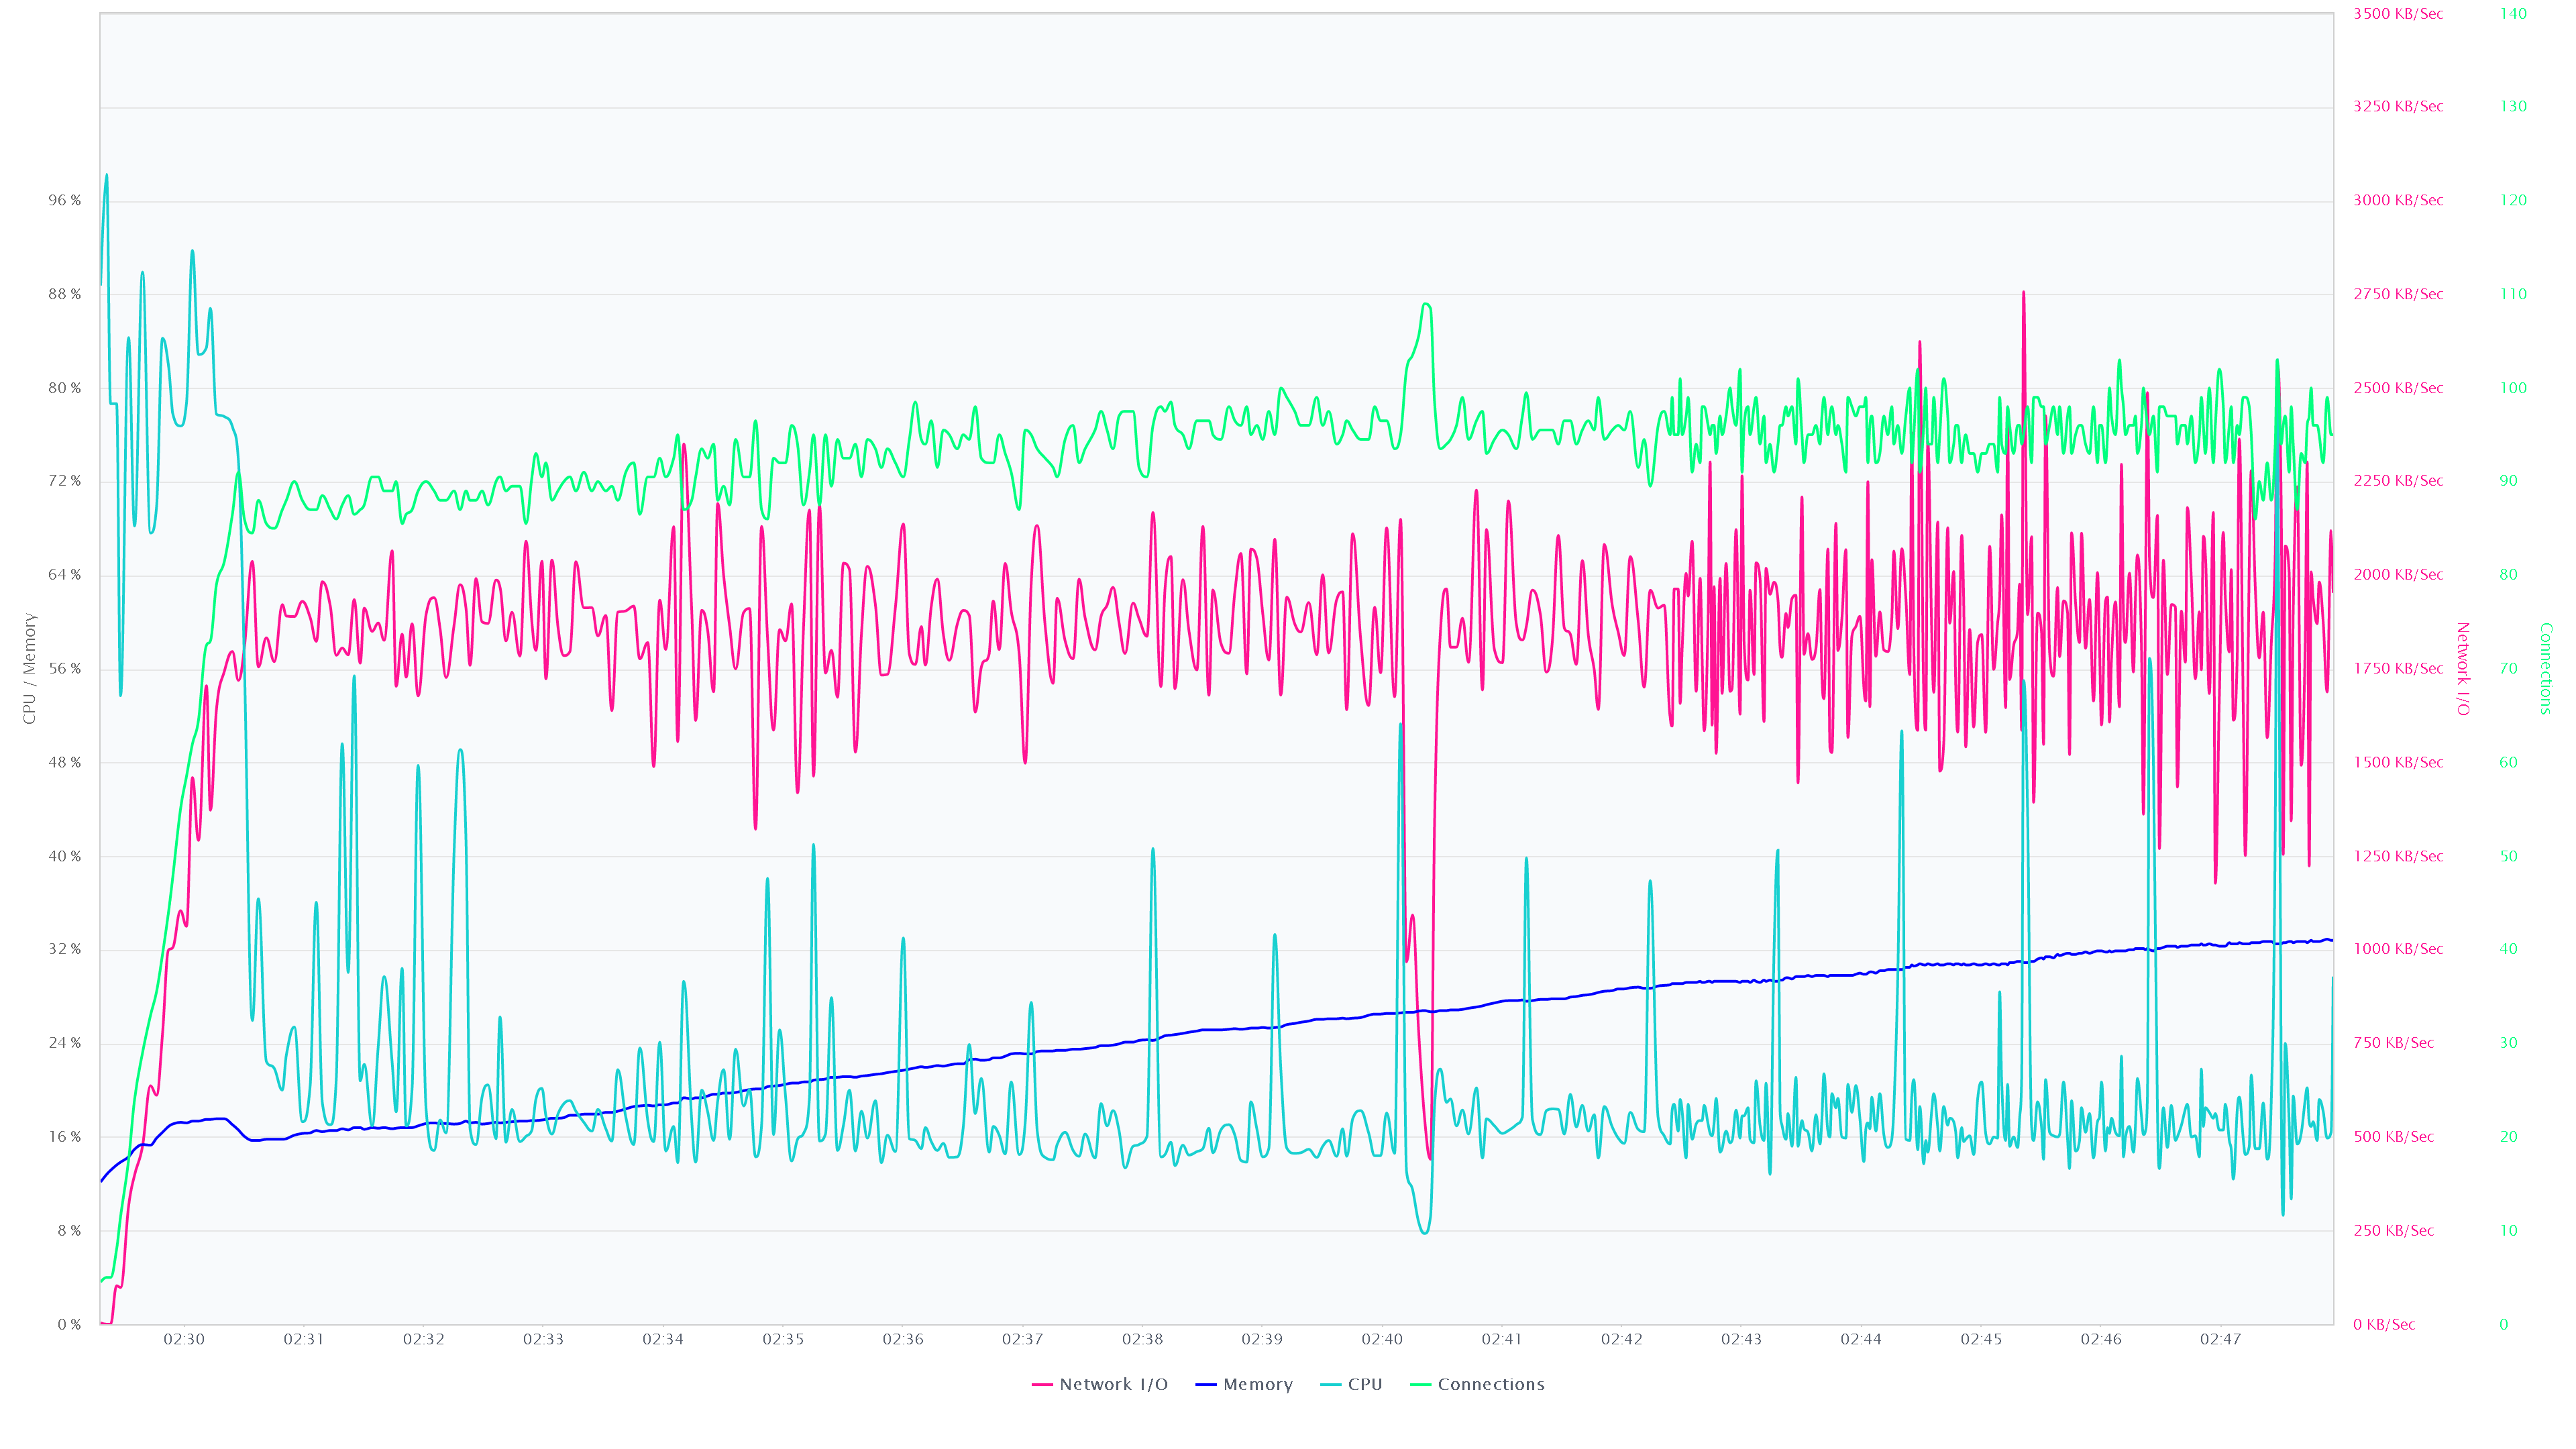 3500 KB/Sec 140
3250 KB/Sec 130
96 % 3000 KB/Sec 120
88 % 2750 KB/Sec 110
80 % 2500 KB/Sec 100
72 % 2250 KB/Sec 90
64 % 2000 KB/Sec 80
56 % 1750 KB/Sec 70
48 % 1500 KB/Sec 60
40 % 1250 KB/Sec 50
32 % 1000 KB/Sec 40
24 % 750 KB/Sec 30
16 % 500 KB/Sec 20
8 % 250 KB/Sec 10
0 % 0 KB/Sec 0
CPU / Memory
Network I/O
Connections
02:30 02:31 02:32 02:33 02:34 02:35 02:36 02:37 02:38 02:39 02:40 02:41 02:42 02:43 02:44 02:45 02:46 02:47
Network I/O Memory CPU Connections